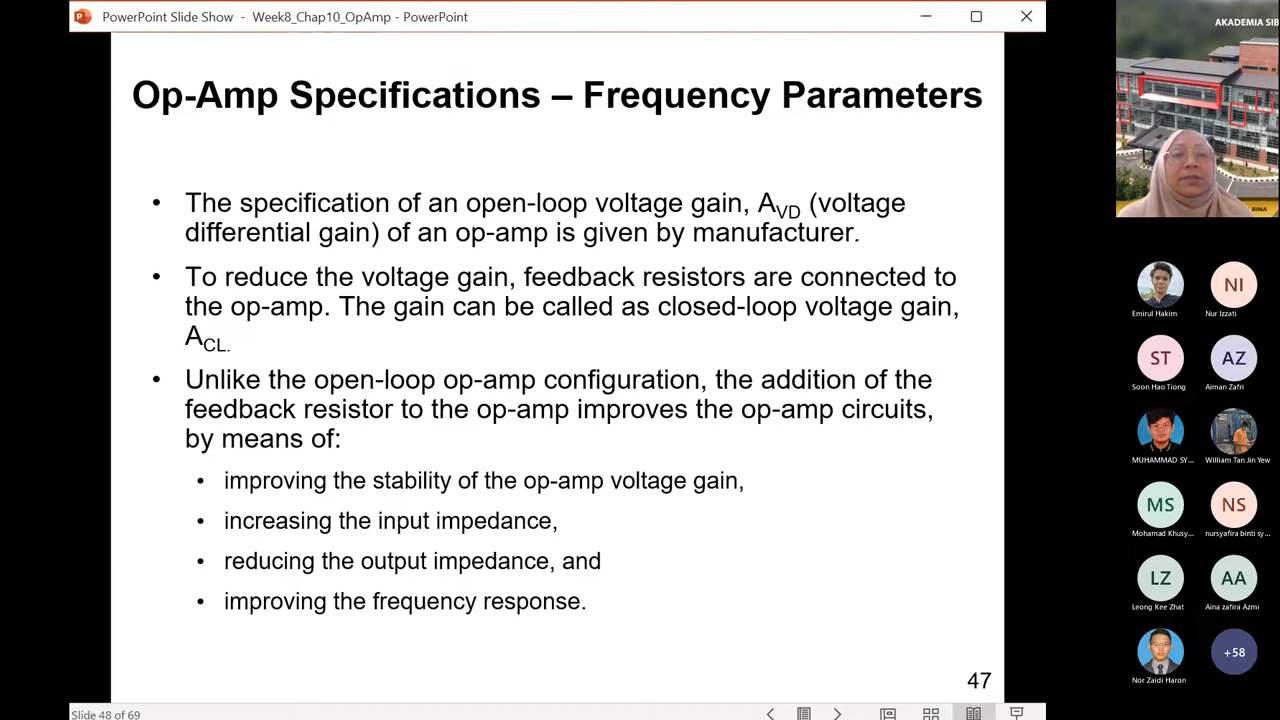 PowerPoint Slide Show - Week8_Chap10_OpAmp - PowerPoint
AKADEMIA SIB
Op-Amp Specifications – Frequency Parameters
• The specification of an open-loop voltage gain, AVD (voltage
differential gain) of an op-amp is given by manufacturer.
• To reduce the voltage gain, feedback resistors are connected to
the op-amp. The gain can be called as closed-loop voltage gain,
ACL.
• Unlike the open-loop op-amp configuration, the addition of the
feedback resistor to the op-amp improves the op-amp circuits,
by means of:
• improving the stability of the op-amp voltage gain,
• increasing the input impedance,
• reducing the output impedance, and
• improving the frequency response.
47
Slide 48 of 69
BINA
Emirul Hakim
NI
Nur Izzati
ST
Soon Hao Tiong
AZ
Aiman Zafri
MUHAMMAD SY...
William Tan Jin Yew
MS
Mohamad Khusy...
NS
nursyafira binti sy...
LZ
Leong Kee Zhat
AA
Aina zafira Azmi
Nor Zaidi Haron
+58